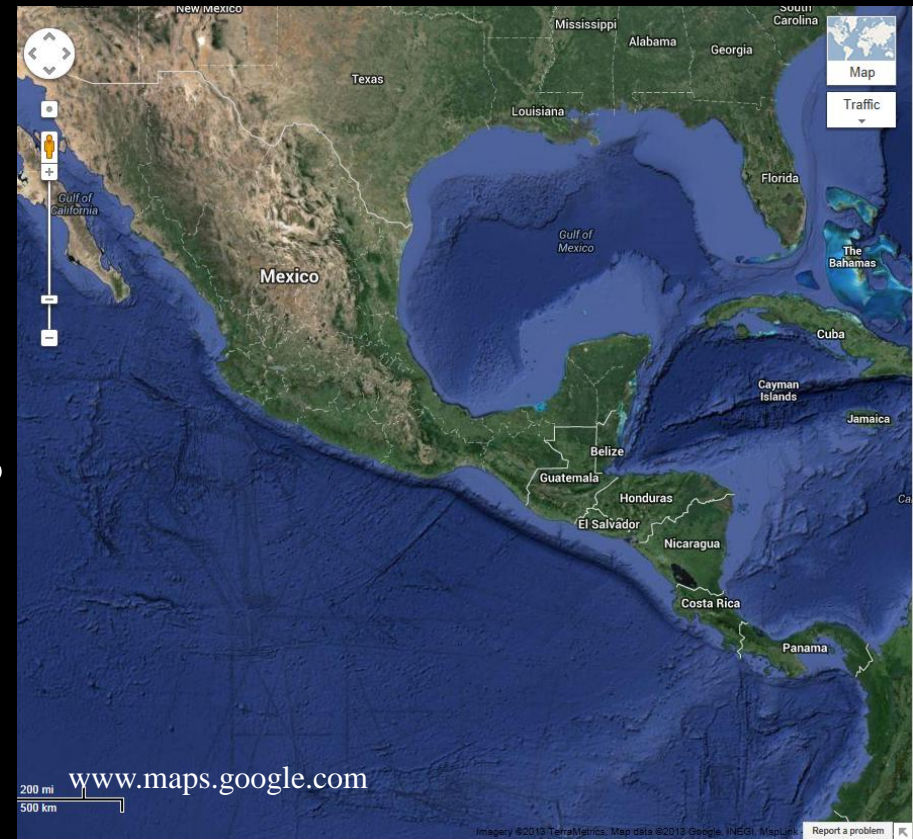 New Mexico
Mississippi
South
Carolina
Alabama
Georgia
Map
Texas
Traffic
Louisiana
Florida
Gulf of
California
Gulf of
Mexico
The
Bahamas
Mexico
Cuba
Cayman
Islands
Jamaica
Belize
Guatemala
Honduras
Ca
El Salvador
Nicaragua
Costa Rica
Panama
www.maps.google.com
200 mi
500 km
Imagery ©2013 TerraMetrics, Map data ©2013 Google, INEGI, MapLink
Report a problem